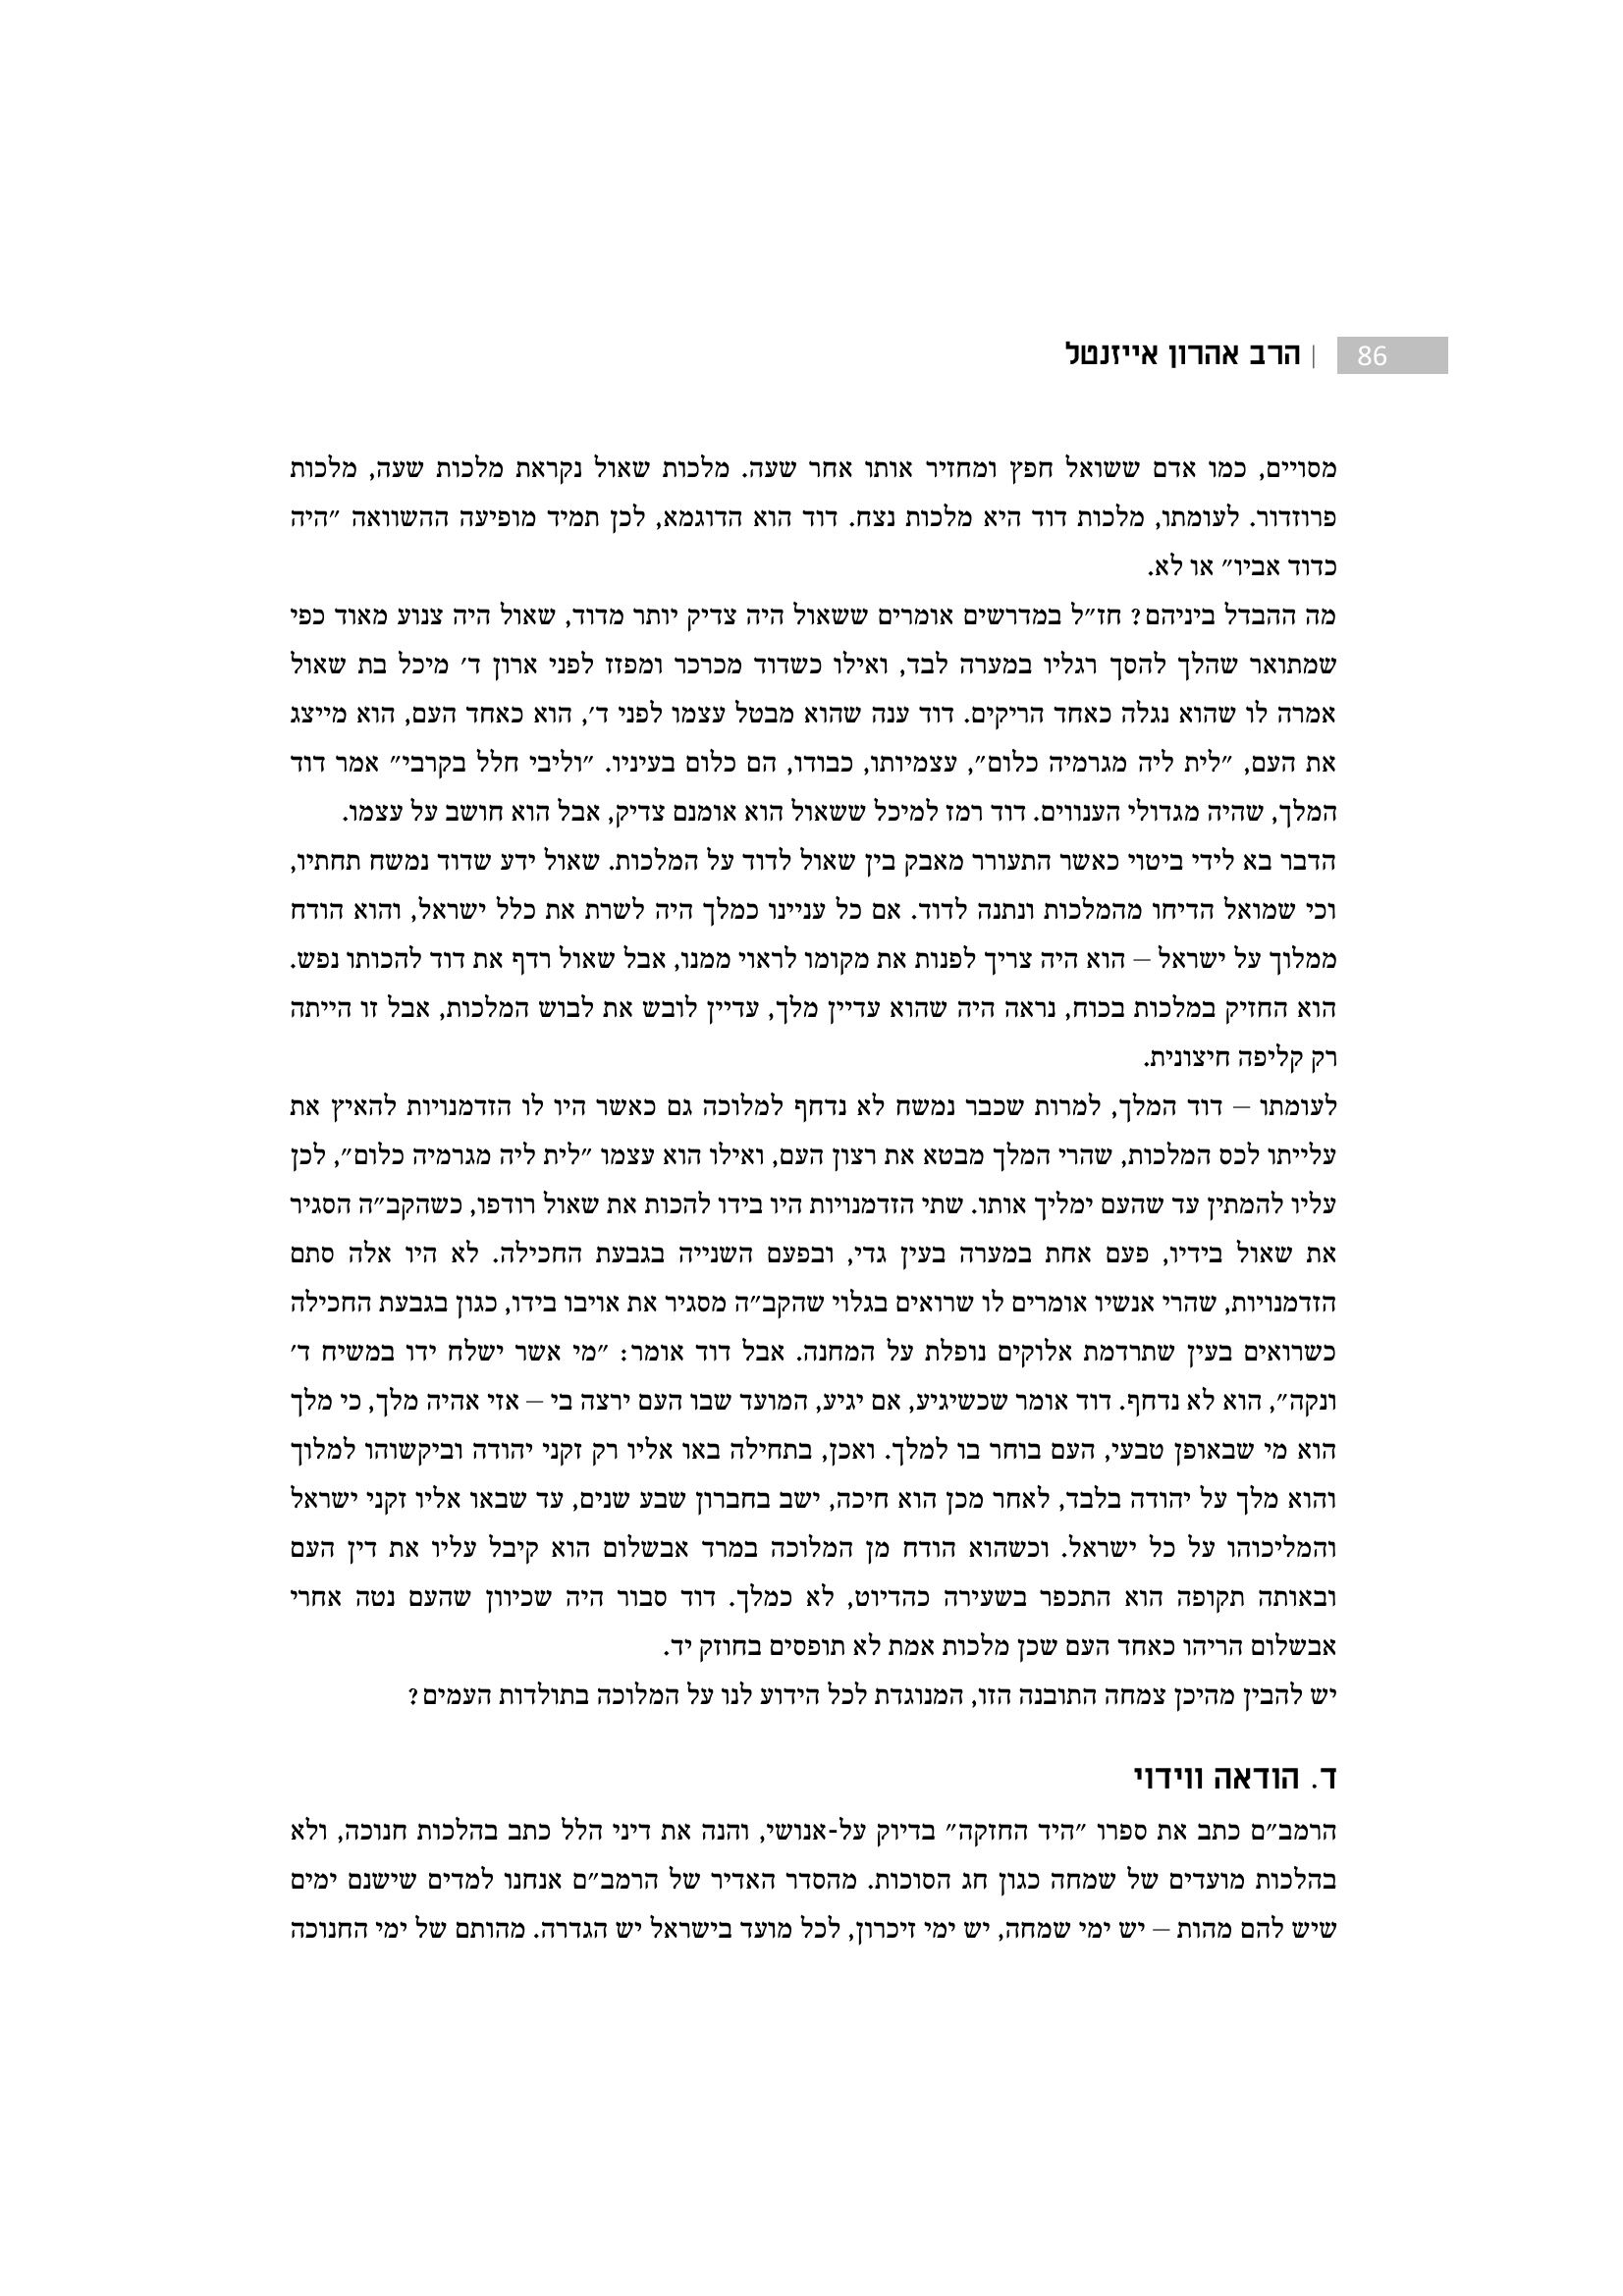 86 | הרב אהרון אייזנטל
מסויים, כמו אדם ששואל חפץ ומחזיר אותו אחר שעה. מלכות שאול נקראת מלכות שעה, מלכות
פרוזדור. לעומתו, מלכות דוד היא מלכות נצח. דוד הוא הדוגמא, לכן תמיד מופיעה ההשוואה ״היה
כדוד אביו״ או לא.
מה ההבדל ביניהם? חז״ל במדרשים אומרים ששאול היה צדיק יותר מדוד, שאול היה צנוע מאוד כפי
שמתואר שהלך להסך רגליו במערה לבד, ואילו כשדוד מכרכר ומפזז לפני ארון ד׳ מיכל בת שאול
אמרה לו שהוא נגלה כאחד הריקים. דוד ענה שהוא מבטל עצמו לפני ד׳, הוא כאחד העם, הוא מייצג
את העם, ״לית ליה מגרמיה כלום״, עצמיותו, כבודו, הם כלום בעיניו. ״וליבי חלל בקרבי״ אמר דוד
המלך, שהיה מגדולי הענווים. דוד רמז למיכל ששאול הוא אומנם צדיק, אבל הוא חושב על עצמו.
הדבר בא לידי ביטוי כאשר התעורר מאבק בין שאול לדוד על המלכות. שאול ידע שדוד נמשח תחתיו,
וכי שמואל הדיחו מהמלכות ונתנה לדוד. אם כל עניינו כמלך היה לשרת את כלל ישראל, והוא הודח
ממלוך על ישראל – הוא היה צריך לפנות את מקומו לראוי ממנו, אבל שאול רדף את דוד להכותו נפש.
הוא החזיק במלכות בכוח, נראה היה שהוא עדיין מלך, עדיין לובש את לבוש המלכות, אבל זו הייתה
רק קליפה חיצונית.
לעומתו – דוד המלך, למרות שכבר נמשח לא נדחף למלוכה גם כאשר היו לו הזדמנויות להאיץ את
עלייתו לכס המלכות, שהרי המלך מבטא את רצון העם, ואילו הוא עצמו ״לית ליה מגרמיה כלום״, לכן
עליו להמתין עד שהעם ימליך אותו. שתי הזדמנויות היו בידו להכות את שאול רודפו, כשהקב״ה הסגיר
את שאול בידיו, פעם אחת במערה בעין גדי, ובפעם השנייה בגבעת החכילה. לא היו אלה סתם
הזדמנויות, שהרי אנשיו אומרים לו שרואים בגלוי שהקב״ה מסגיר את אויבו בידו, כגון בגבעת החכילה
כשרואים בעין שתרדמת אלוקים נופלת על המחנה. אבל דוד אומר: ״מי אשר ישלח ידו במשיח ד׳
ונקה״, הוא לא נדחף. דוד אומר שכשיגיע, אם יגיע, המועד שבו העם ירצה בי – אזי אהיה מלך, כי מלך
הוא מי שבאופן טבעי, העם בוחר בו למלך. ואכן, בתחילה באו אליו רק זקני יהודה וביקשוהו למלוך
והוא מלך על יהודה בלבד, לאחר מכן הוא חיכה, ישב בחברון שבע שנים, עד שבאו אליו זקני ישראל
והמליכוהו על כל ישראל. וכשהוא הודח מן המלוכה במרד אבשלום הוא קיבל עליו את דין העם
ובאותה תקופה הוא התכפר בשעירה כהדיוט, לא כמלך. דוד סבור היה שכיוון שהעם נטה אחרי
אבשלום הריהו כאחד העם שכן מלכות אמת לא תופסים בחוזק יד.
יש להבין מהיכן צמחה התובנה הזו, המנוגדת לכל הידוע לנו על המלוכה בתולדות העמים?
ד. הודאה ווידוי
הרמב״ם כתב את ספרו ״היד החזקה״ בדיוק על-אנושי, והנה את דיני הלל כתב בהלכות חנוכה, ולא
בהלכות מועדים של שמחה כגון חג הסוכות. מהסדר האדיר של הרמב״ם אנחנו למדים שישנם ימים
שיש להם מהות – יש ימי שמחה, יש ימי זיכרון, לכל מועד בישראל יש הגדרה. מהותם של ימי החנוכה